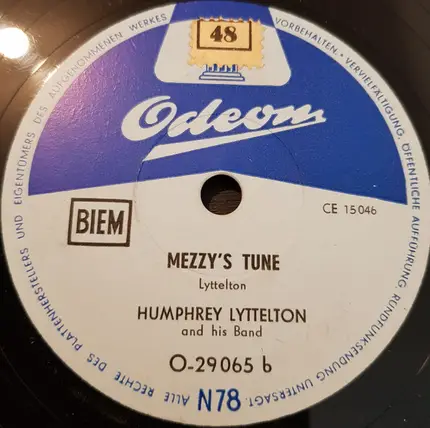 48
Odeon
CE 15046
BIEM
MEZZY'S TUNE
Lyttelton
HUMPHREY LYTTELTON
and his Band
O-29065 b
N78
ALLE RECHTE DES PLATTENHERSTELLERS UND EIGENTÜMERS DES AUFGENOMMENEN WERKES VORBEHALTEN · VERVIELFÄLTIGUNG, ÖFFENTLICHE AUFFÜHRUNG RUNDFUNKSENDUNG UNTERSAGT.